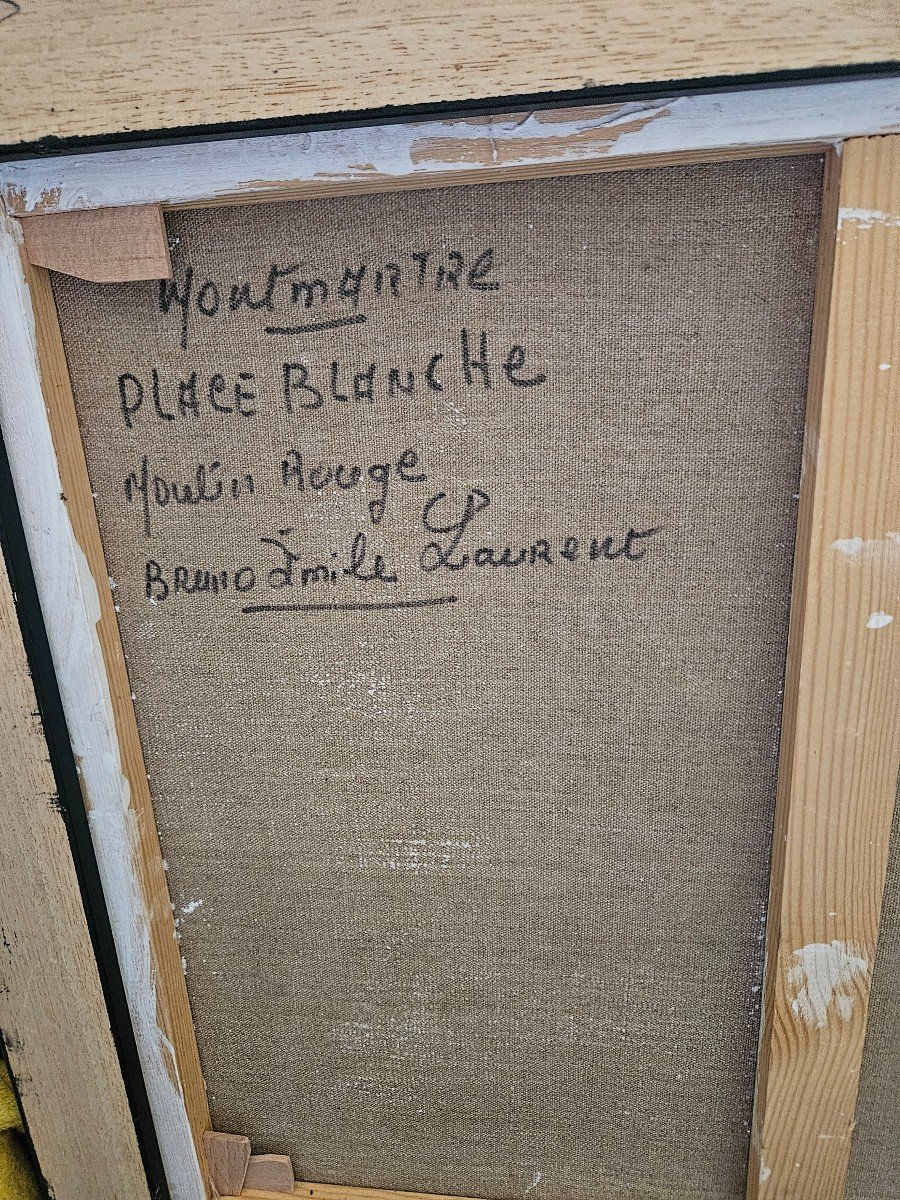 MontmARTRe
PLACE BLANCHe
Moulin Rouge
BRUNO Émile Laurent